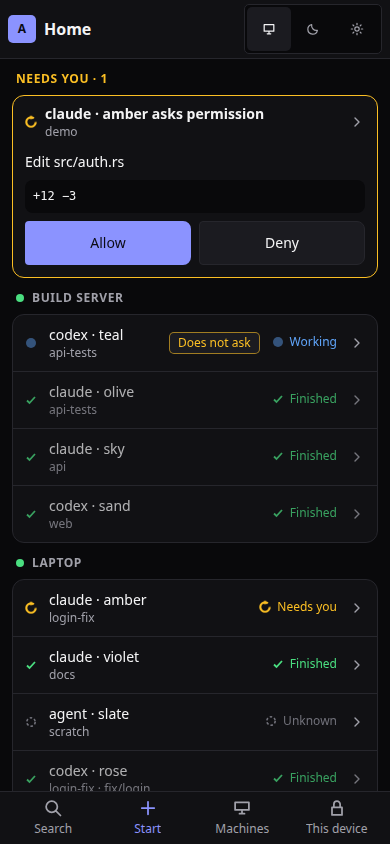 A Home
NEEDS YOU · 1
claude · amber asks permission
demo
Edit src/auth.rs
+12 −3
Allow Deny
BUILD SERVER
codex · teal
api-tests
Does not ask
Working
claude · olive
api-tests
Finished
claude · sky
api
Finished
codex · sand
web
Finished
LAPTOP
claude · amber
login-fix
Needs you
claude · violet
docs
Finished
agent · slate
scratch
Unknown
codex · rose
login-fix · fix/login
Finished
Search Start Machines This device